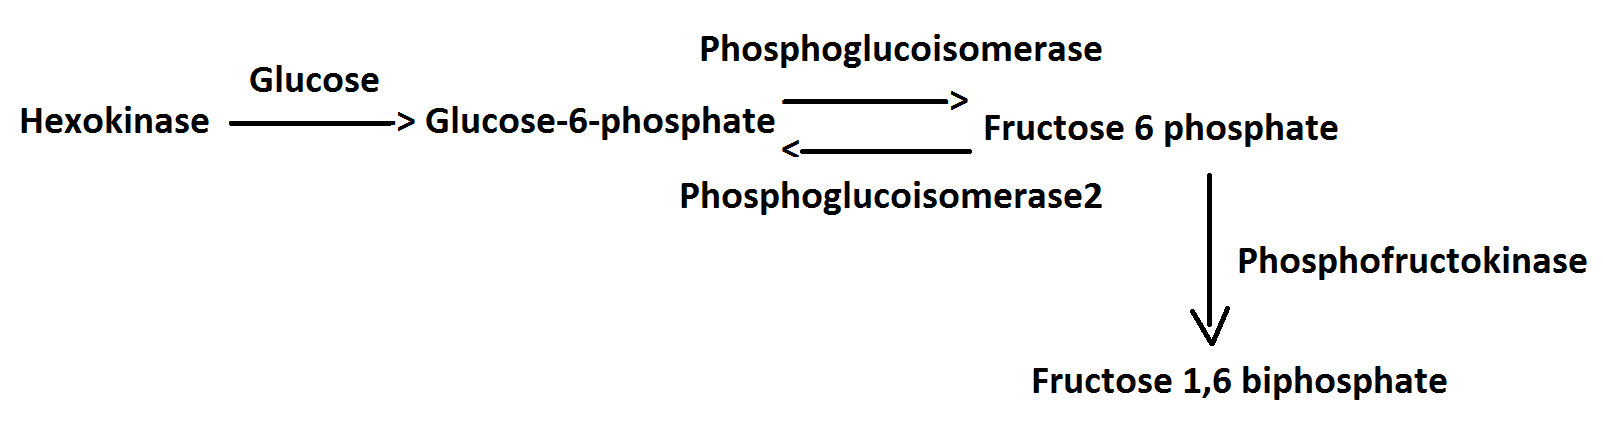 Phosphoglucoisomerase
Glucose
Hexokinase
Glucose-6-phosphate
Fructose 6 phosphate
Phosphoglucoisomerase2
Phosphofructokinase
Fructose 1,6 biphosphate